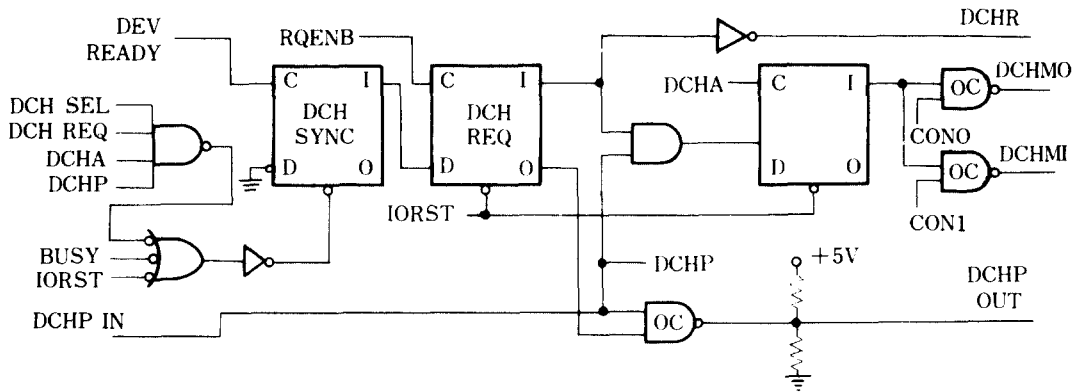 DEV
READY
RQENB
DCHR
C I
DCH
SYNC
D O
C I
DCH
REQ
D O
DCHA
C I
D O
OC
DCHMO
CONO
OC
DCHMI
CON1
DCH SEL
DCH REQ
DCHA
DCHP
IORST
BUSY
IORST
DCHP
+5V
DCHP IN
OC
DCHP
OUT